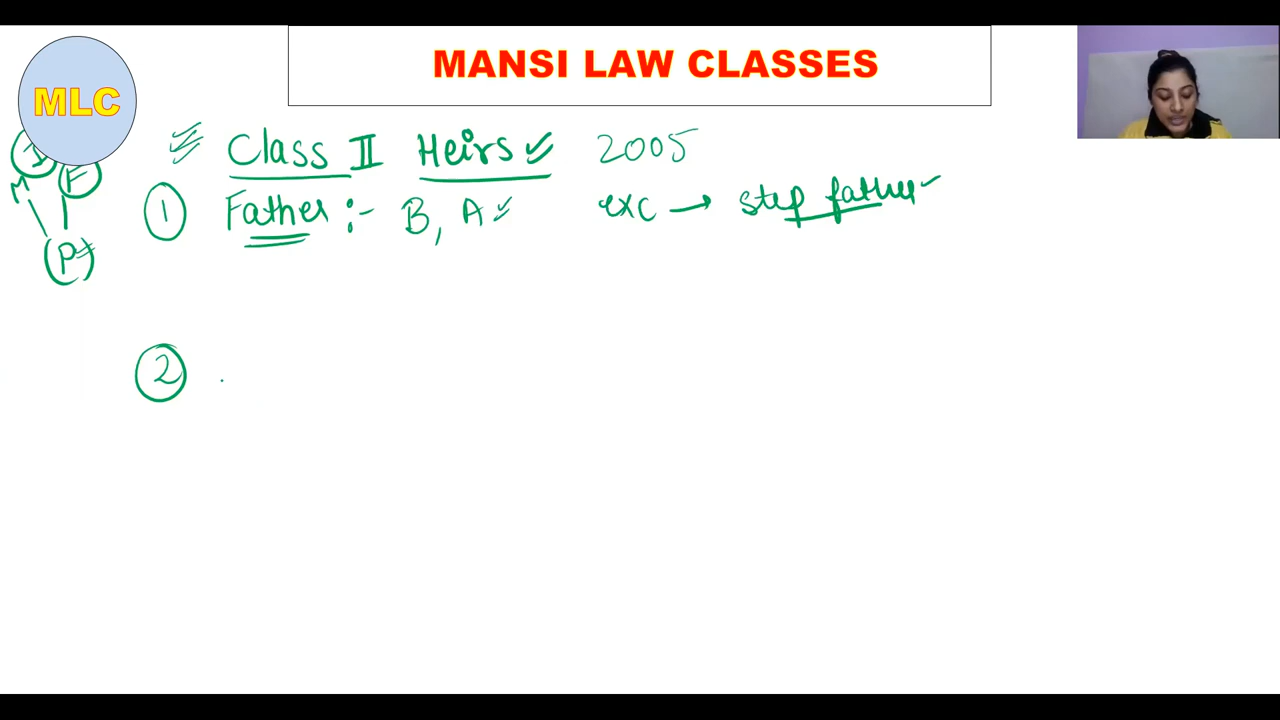 MANSI LAW CLASSES
MLC
Class II Heirs 2005
M F
1 Father :- B, A exc → step father
P
2